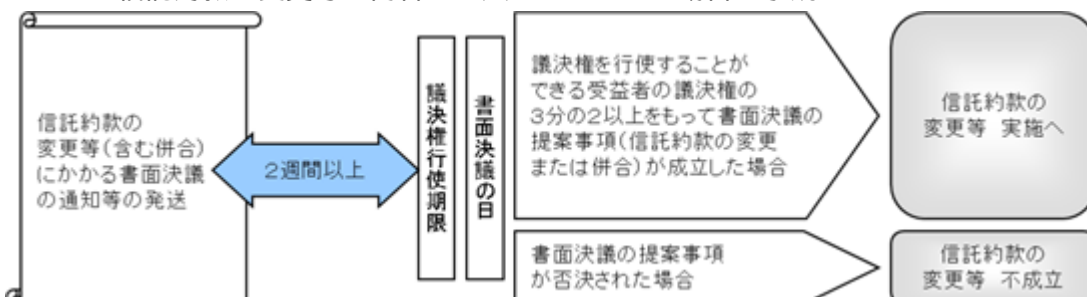 信託約款の
変更等(含む併合)
にかかる書面決議
の通知等の発送
2週間以上
議決権行使期限
書面決議の日
議決権を行使することが
できる受益者の議決権の
3分の2以上をもって書面決議の
提案事項(信託約款の変更
または併合)が成立した場合
信託約款の
変更等 実施へ
書面決議の提案事項
が否決された場合
信託約款の
変更等 不成立